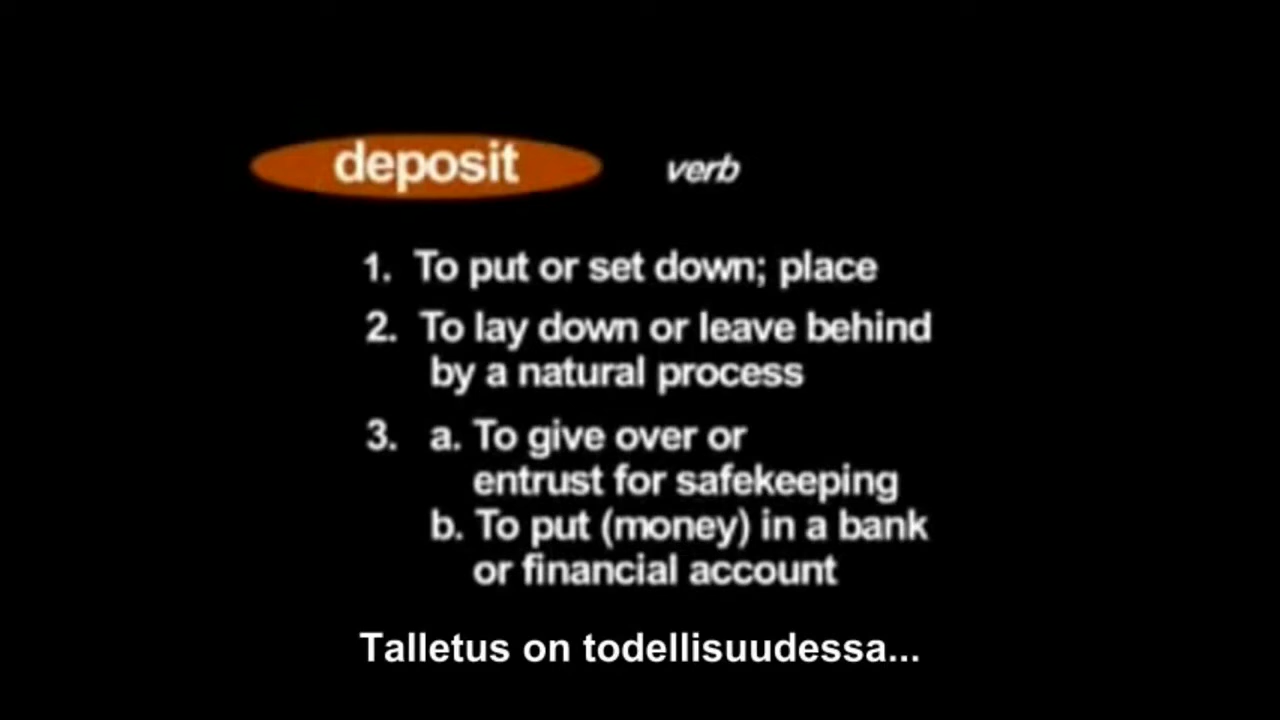 deposit verb
1. To put or set down; place
2. To lay down or leave behind
by a natural process
3. a. To give over or
entrust for safekeeping
b. To put (money) in a bank
or financial account
Talletus on todellisuudessa...